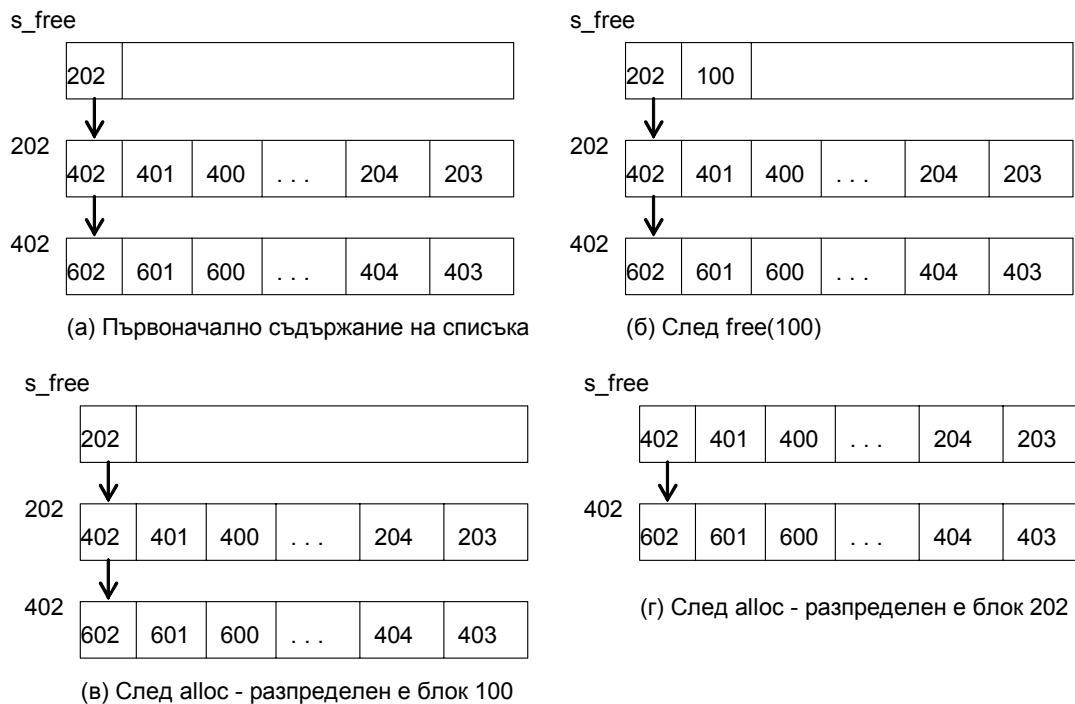 s_free
202
202
402 401 400 . . . 204 203
402
602 601 600 . . . 404 403
(а) Първоначално съдържание на списъка
s_free
202 100
202
402 401 400 . . . 204 203
402
602 601 600 . . . 404 403
(б) След free(100)
s_free
202
202
402 401 400 . . . 204 203
402
602 601 600 . . . 404 403
(в) След alloc - разпределен е блок 100
s_free
402 401 400 . . . 204 203
402
602 601 600 . . . 404 403
(г) След alloc - разпределен е блок 202